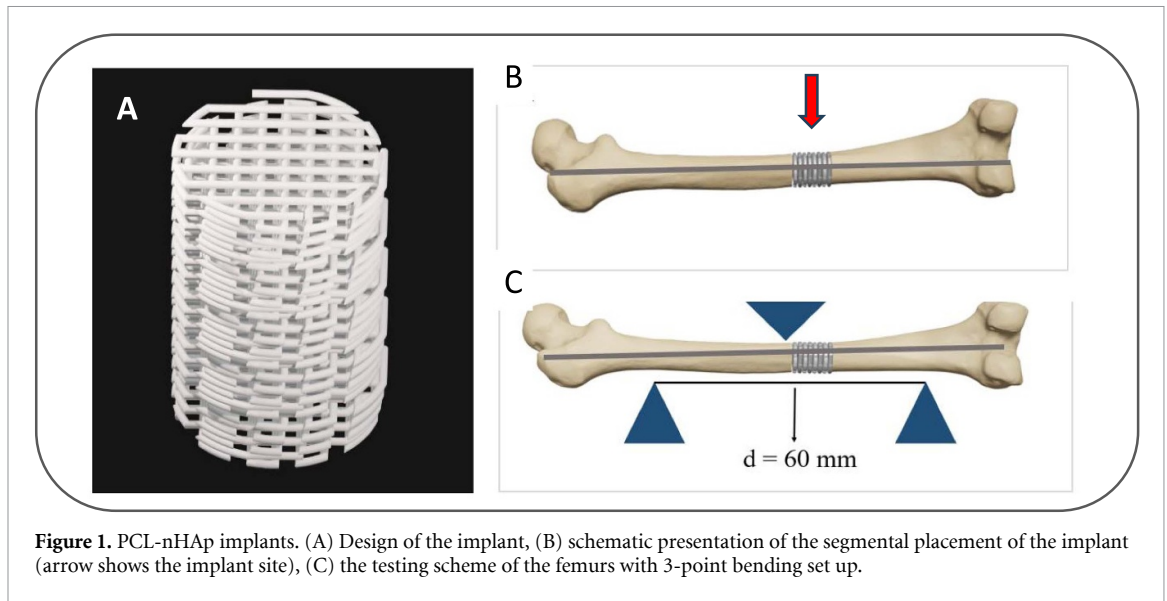 A
B
C
d = 60 mm
Figure 1. PCL-nHAp implants. (A) Design of the implant, (B) schematic presentation of the segmental placement of the implant
(arrow shows the implant site), (C) the testing scheme of the femurs with 3-point bending set up.